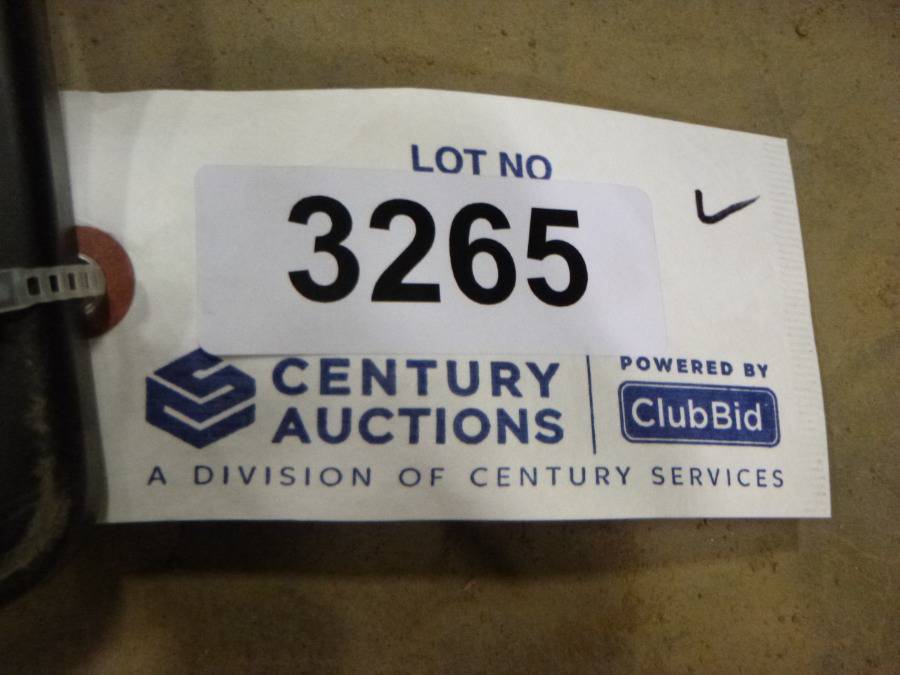 LOT NO
3265
CENTURY
AUCTIONS
POWERED BY
ClubBid
A DIVISION OF CENTURY SERVICES